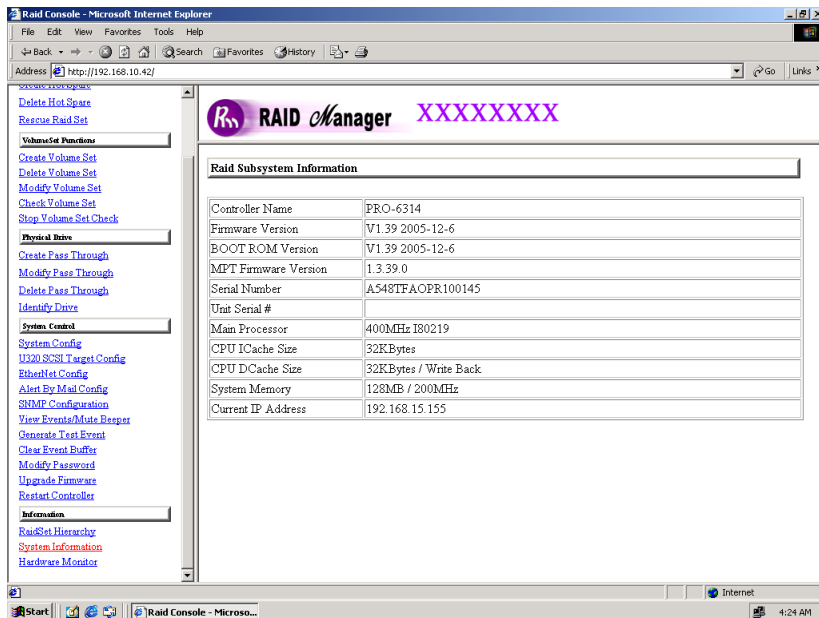 Raid Console - Microsoft Internet Explorer
File Edit View Favorites Tools Help
Back Search Favorites History
Address http://192.168.10.42/ Go Links
Create Hot Spare
Delete Hot Spare
Rescue Raid Set
VolumeSet Functions
Create Volume Set
Delete Volume Set
Modify Volume Set
Check Volume Set
Stop Volume Set Check
Physical Drive
Create Pass Through
Modify Pass Through
Delete Pass Through
Identify Drive
System Control
System Config
U320 SCSI Target Config
EtherNet Config
Alert By Mail Config
SNMP Configuration
View Events/Mute Beeper
Generate Test Event
Clear Event Buffer
Modify Password
Upgrade Firmware
Restart Controller
Information
RaidSet Hierarchy
System Information
Hardware Monitor
Rm RAID Manager XXXXXXXX
Raid Subsystem Information
Controller Name PRO-6314
Firmware Version V1.39 2005-12-6
BOOT ROM Version V1.39 2005-12-6
MPT Firmware Version 1.3.39.0
Serial Number A548TFAOPR100145
Unit Serial #
Main Processor 400MHz I80219
CPU ICache Size 32KBytes
CPU DCache Size 32KBytes / Write Back
System Memory 128MB / 200MHz
Current IP Address 192.168.15.155
Internet
Start Raid Console - Microso... 4:24 AM